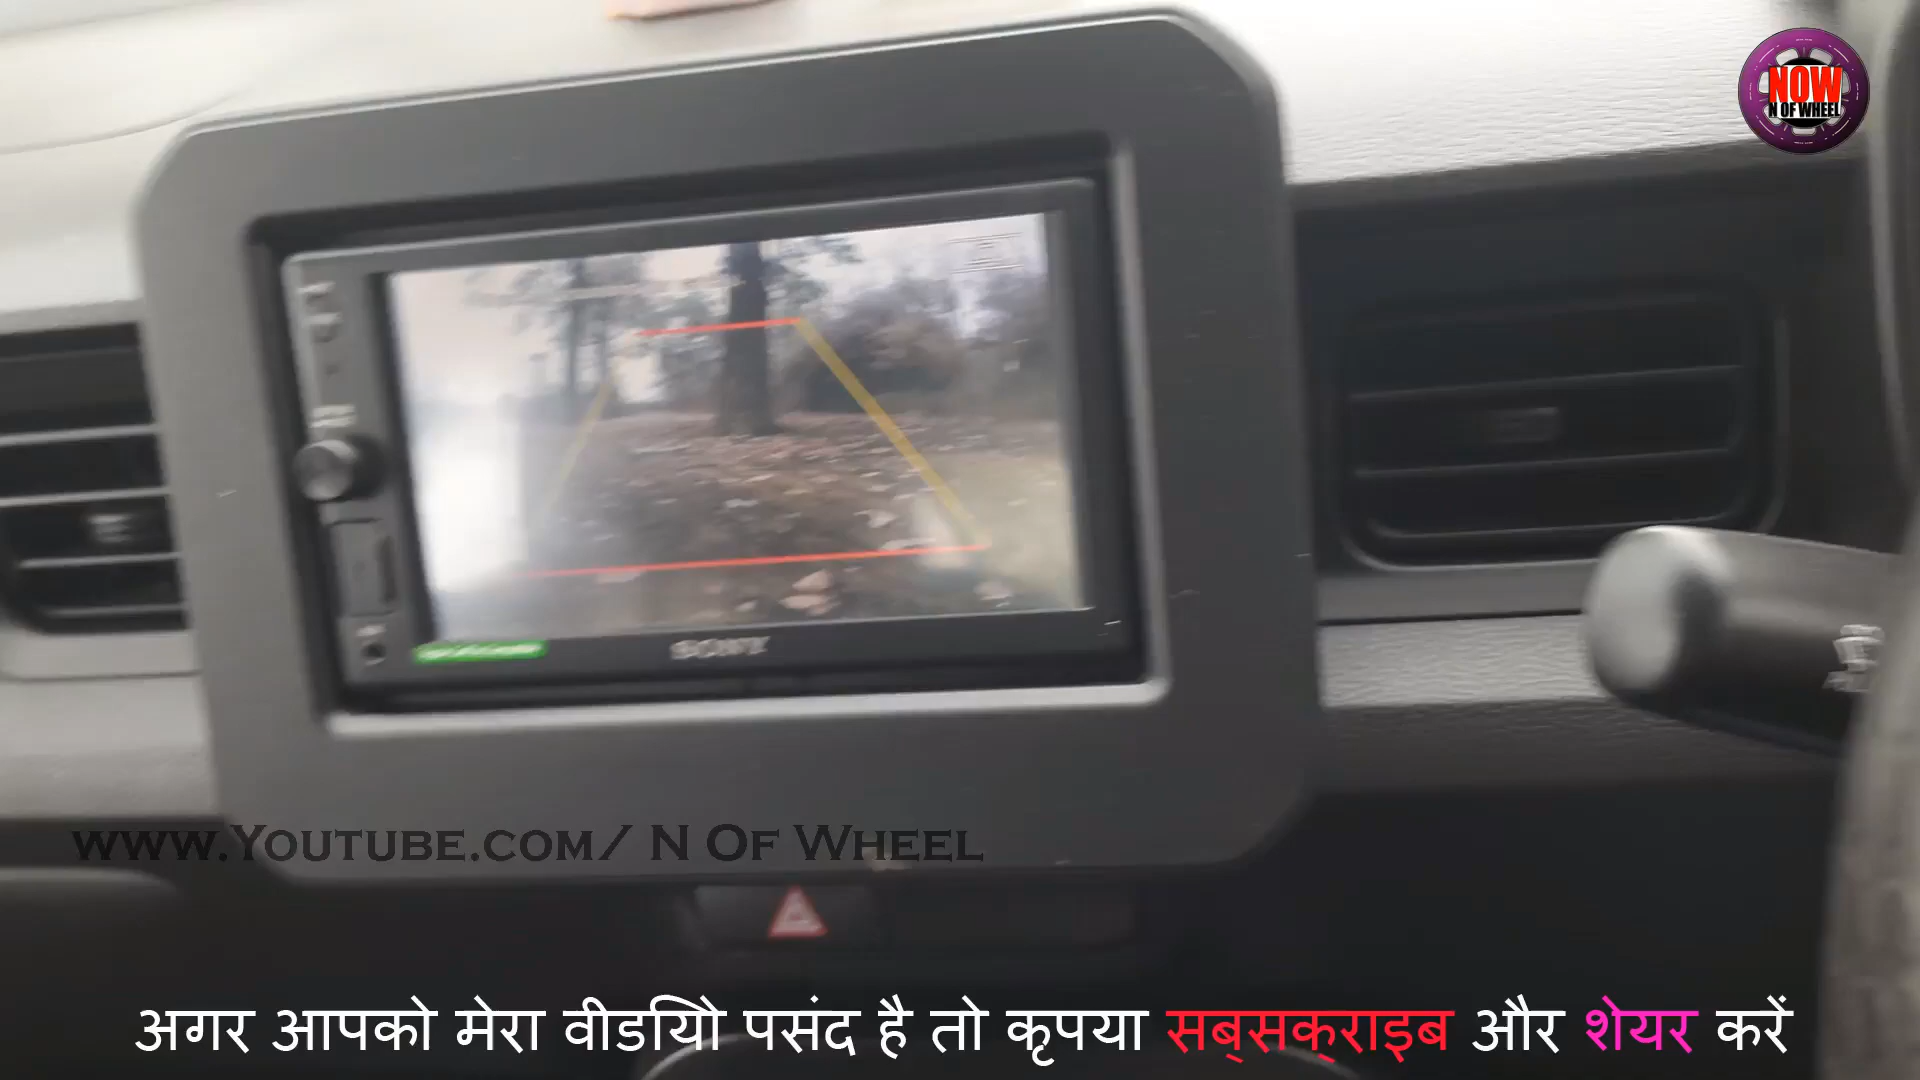 NOW
N OF WHEEL
SONY
www.Youtube.com/ N Of Wheel
अगर आपको मेरा वीडियो पसंद है तो कृपया सब्सक्राइब और शेयर करें